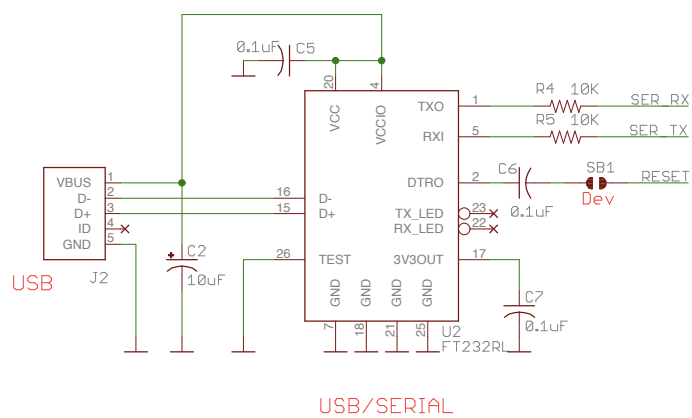 0.1uF C5
20
VCC
4
VCCIO
R4 10K
TXO 1 SER_RX
R5 10K
RXI 5 SER_TX
C6 SB1
VBUS 1
DTRO 2 RESET
D- 2 16 D-
Dev
D+ 3 15 D+
0.1uF
TX_LED 23
ID 4
RX_LED 22
GND 5
C2
26 TEST
3V3OUT 17
J2
10uF
USB
GND GND GND GND
C7
0.1uF
7 18 21 25
U2
FT232RL
USB/SERIAL